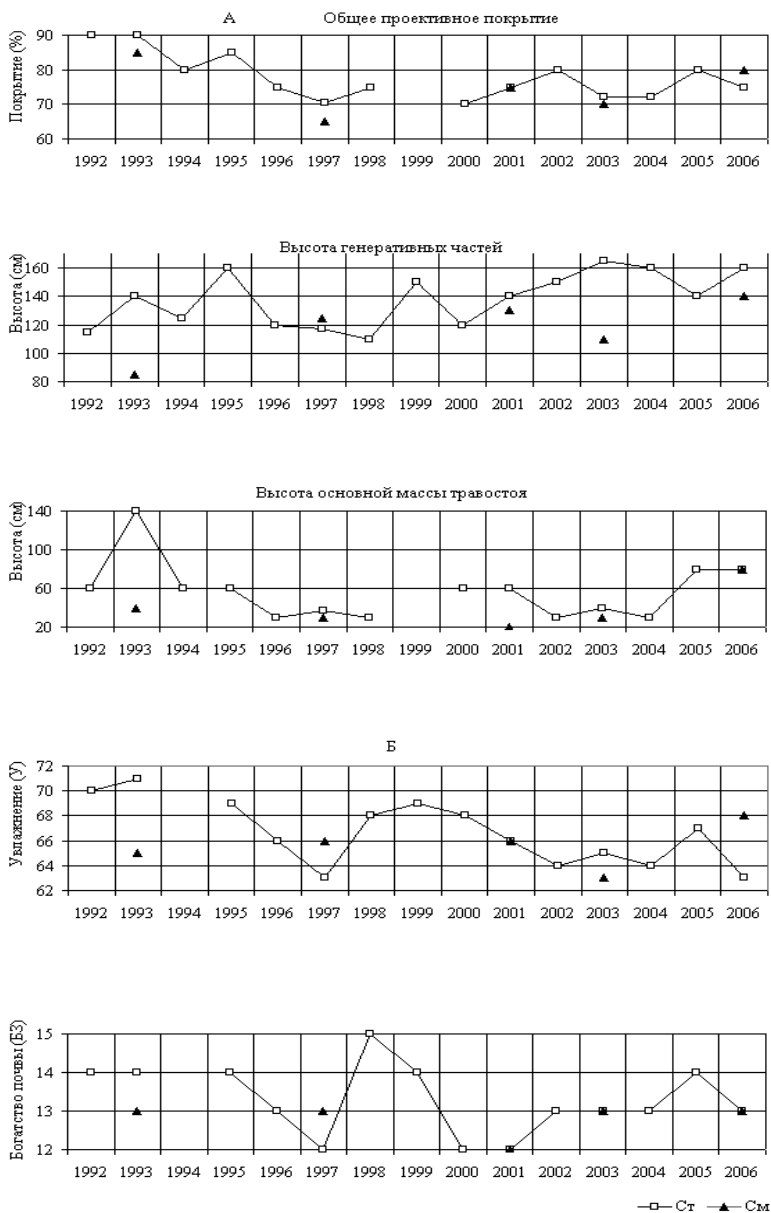 А Общее проективное покрытие
Покрытие (%)
90
80
70
60
1992 1993 1994 1995 1996 1997 1998 1999 2000 2001 2002 2003 2004 2005 2006
Высота генеративных частей
Высота (см)
160
140
120
100
80
1992 1993 1994 1995 1996 1997 1998 1999 2000 2001 2002 2003 2004 2005 2006
Высота основной массы травостоя
Высота (см)
140
100
60
20
1992 1993 1994 1995 1996 1997 1998 1999 2000 2001 2002 2003 2004 2005 2006
Б
Увлажнение (У)
72
70
68
66
64
62
1992 1993 1994 1995 1996 1997 1998 1999 2000 2001 2002 2003 2004 2005 2006
Богатство почвы (БЗ)
15
14
13
12
1992 1993 1994 1995 1996 1997 1998 1999 2000 2001 2002 2003 2004 2005 2006
Ст См